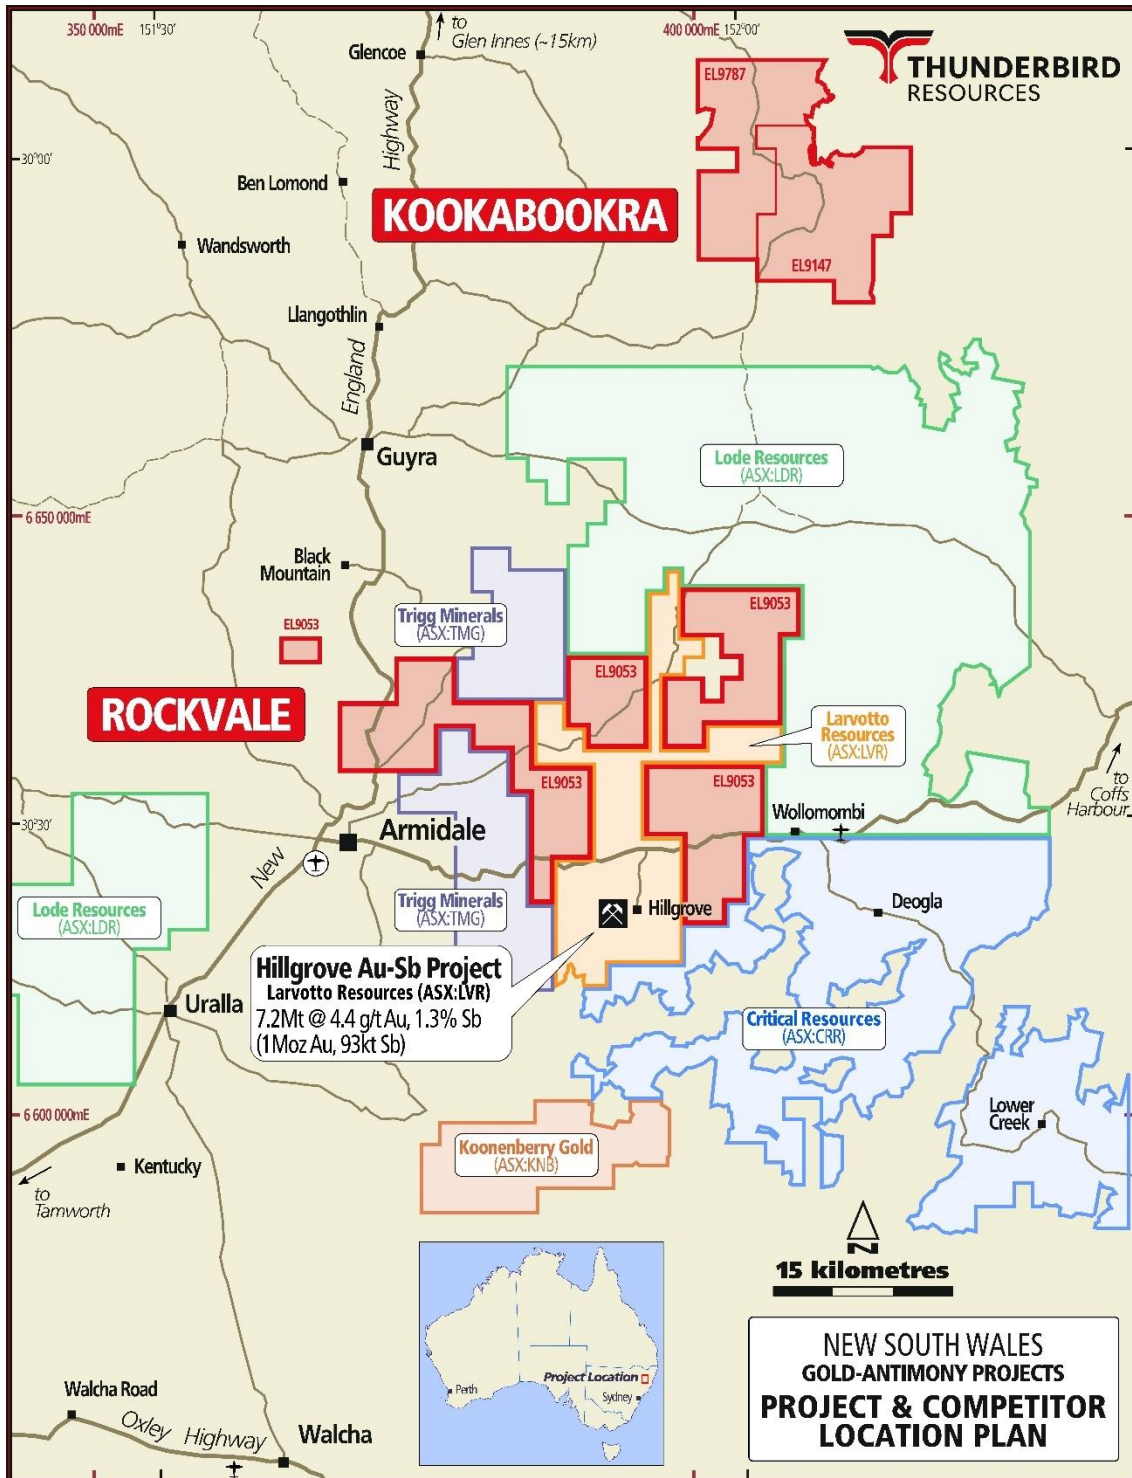 350 000mE
151°30'
to
Glen Innes (~15km)
400 000mE
152°00'
THUNDERBIRD
RESOURCES
Glencoe
EL9787
30°00'
Highway
Ben Lomond
KOOKABOOKRA
Wandsworth
EL9147
Llangothlin
England
Guyra
Lode Resources
(ASX:LDR)
6 650 000mE
Black
Mountain
Trigg Minerals
(ASX:TMG)
EL9053
EL9053
EL9053
ROCKVALE
Larvotto
Resources
(ASX:LVR)
EL9053
EL9053
to
Coffs
Harbour
Wollomombi
30°30'
Armidale
New
Trigg Minerals
(ASX:TMG)
Hillgrove
Deogla
Lode Resources
(ASX:LDR)
Hillgrove Au-Sb Project
Larvotto Resources (ASX:LVR)
7.2Mt @ 4.4 g/t Au, 1.3% Sb
(1Moz Au, 93kt Sb)
Uralla
Critical Resources
(ASX:CRR)
6 600 000mE
Lower
Creek
Koonenberry Gold
(ASX:KNB)
Kentucky
to
Tamworth
N
15 kilometres
Project Location
Perth
Sydney
NEW SOUTH WALES
GOLD-ANTIMONY PROJECTS
PROJECT & COMPETITOR
LOCATION PLAN
Walcha Road
Oxley Highway
Walcha